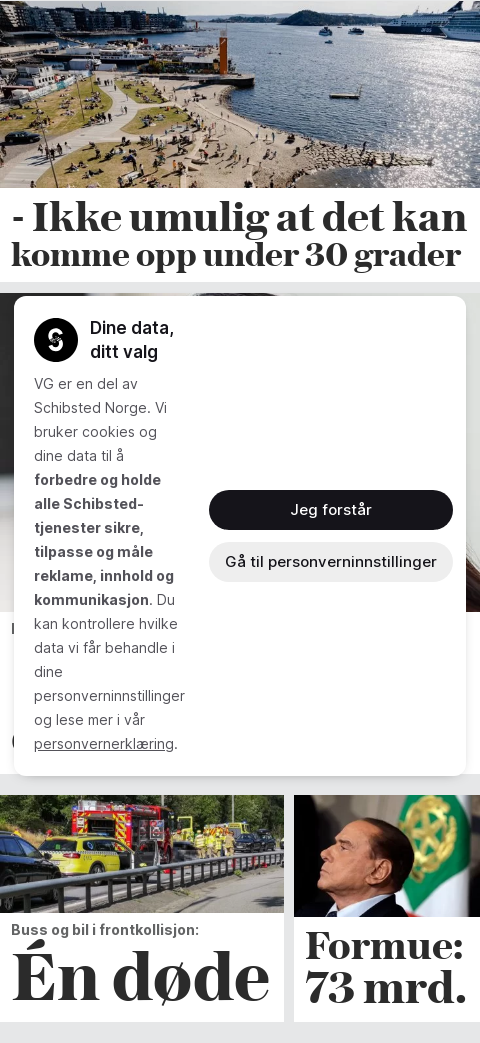 - Ikke umulig at det kan
komme opp under 30 grader
Dine data,
ditt valg
VG er en del av
Schibsted Norge. Vi
bruker cookies og
dine data til å
forbedre og holde
alle Schibsted-
tjenester sikre,
tilpasse og måle
reklame, innhold og
kommunikasjon. Du
kan kontrollere hvilke
data vi får behandle i
dine
personverninnstillinger
og lese mer i vår
personvernerklæring.
Jeg forstår
Gå til personverninnstillinger
Buss og bil i frontkollisjon:
Én døde
Formue:
73 mrd.